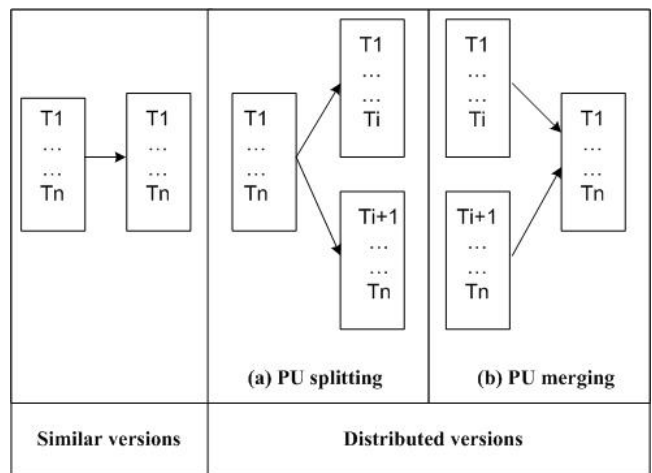 T1
...
...
Tn
T1
...
...
Tn
T1
...
...
Tn
T1
...
...
Ti
Ti+1
...
...
Tn
(a) PU splitting
T1
...
...
Ti
Ti+1
...
...
Tn
T1
...
...
Tn
(b) PU merging
Similar versions
Distributed versions